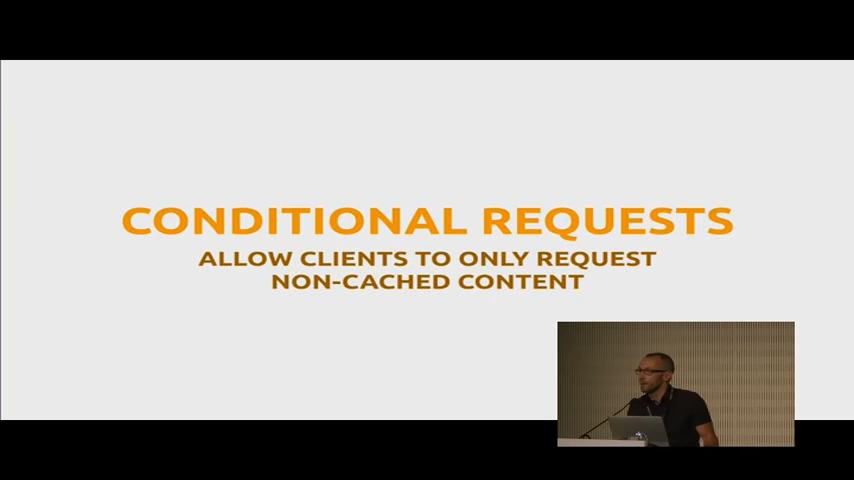 CONDITIONAL REQUESTS
ALLOW CLIENTS TO ONLY REQUEST
NON-CACHED CONTENT